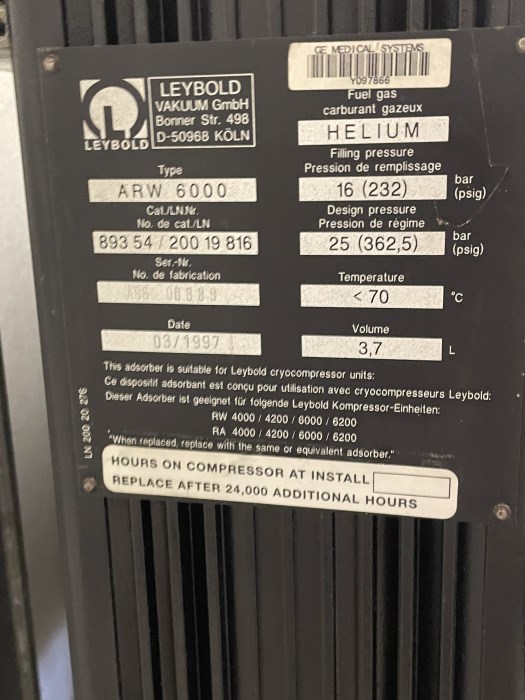 GE MEDICAL SYSTEMS
Y097866
LEYBOLD
LEYBOLD
VAKUUM GmbH
Bonner Str. 498
D-50968 KÖLN
Fuel gas
carburant gazeux
HELIUM
Type
ARW 6000
Filling pressure
Pression de remplissage
16 (232)
bar
(psig)
Cat./LN.Nr.
No. de cat./LN
893 54 / 200 19 816
Design pressure
Pression de régime
25 (362,5)
bar
(psig)
Ser.-Nr.
No. de fabrication
Temperature
< 70
°C
Date
03/1997
Volume
3,7
L
This adsorber is suitable for Leybold cryocompressor units:
Ce dispositif adsorbant est conçu pour utilisation avec cryocompresseurs Leybold:
Dieser Adsorber ist geeignet für folgende Leybold Kompressor-Einheiten:
RW 4000 / 4200 / 6000 / 6200
RA 4000 / 4200 / 6000 / 6200
"When replaced, replace with the same or equivalent adsorber."
LN 200 20 276
HOURS ON COMPRESSOR AT INSTALL
REPLACE AFTER 24,000 ADDITIONAL HOURS